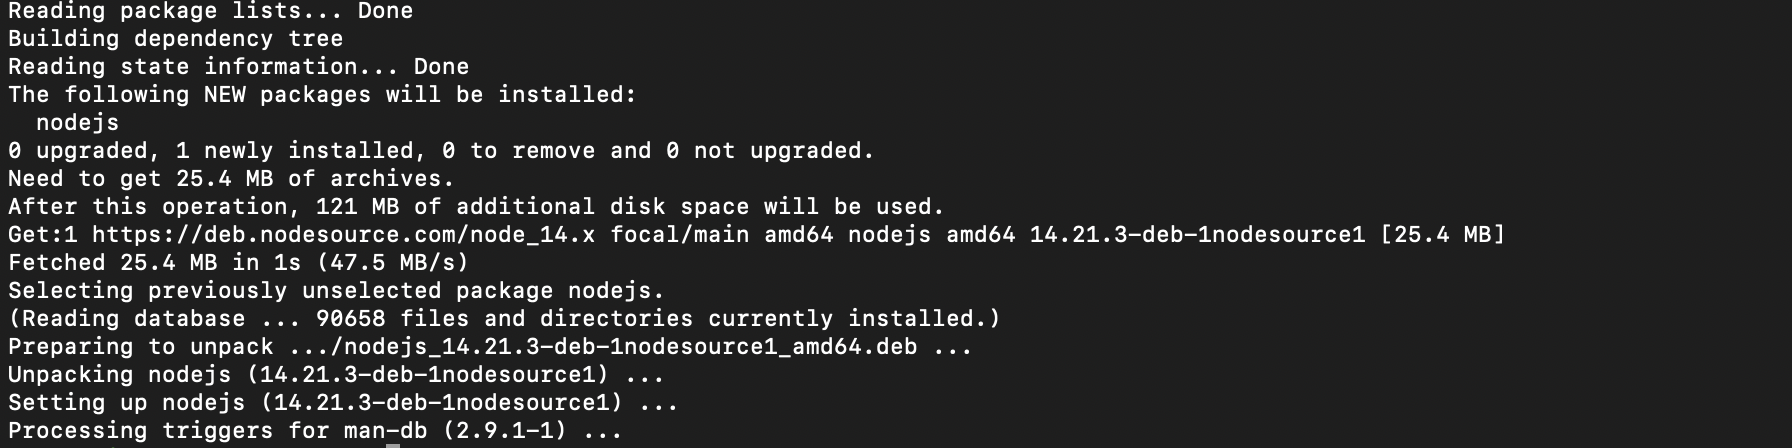 Reading package lists... Done
Building dependency tree
Reading state information... Done
The following NEW packages will be installed:
  nodejs
0 upgraded, 1 newly installed, 0 to remove and 0 not upgraded.
Need to get 25.4 MB of archives.
After this operation, 121 MB of additional disk space will be used.
Get:1 https://deb.nodesource.com/node_14.x focal/main amd64 nodejs amd64 14.21.3-deb-1nodesource1 [25.4 MB]
Fetched 25.4 MB in 1s (47.5 MB/s)
Selecting previously unselected package nodejs.
(Reading database ... 90658 files and directories currently installed.)
Preparing to unpack .../nodejs_14.21.3-deb-1nodesource1_amd64.deb ...
Unpacking nodejs (14.21.3-deb-1nodesource1) ...
Setting up nodejs (14.21.3-deb-1nodesource1) ...
Processing triggers for man-db (2.9.1-1) ...